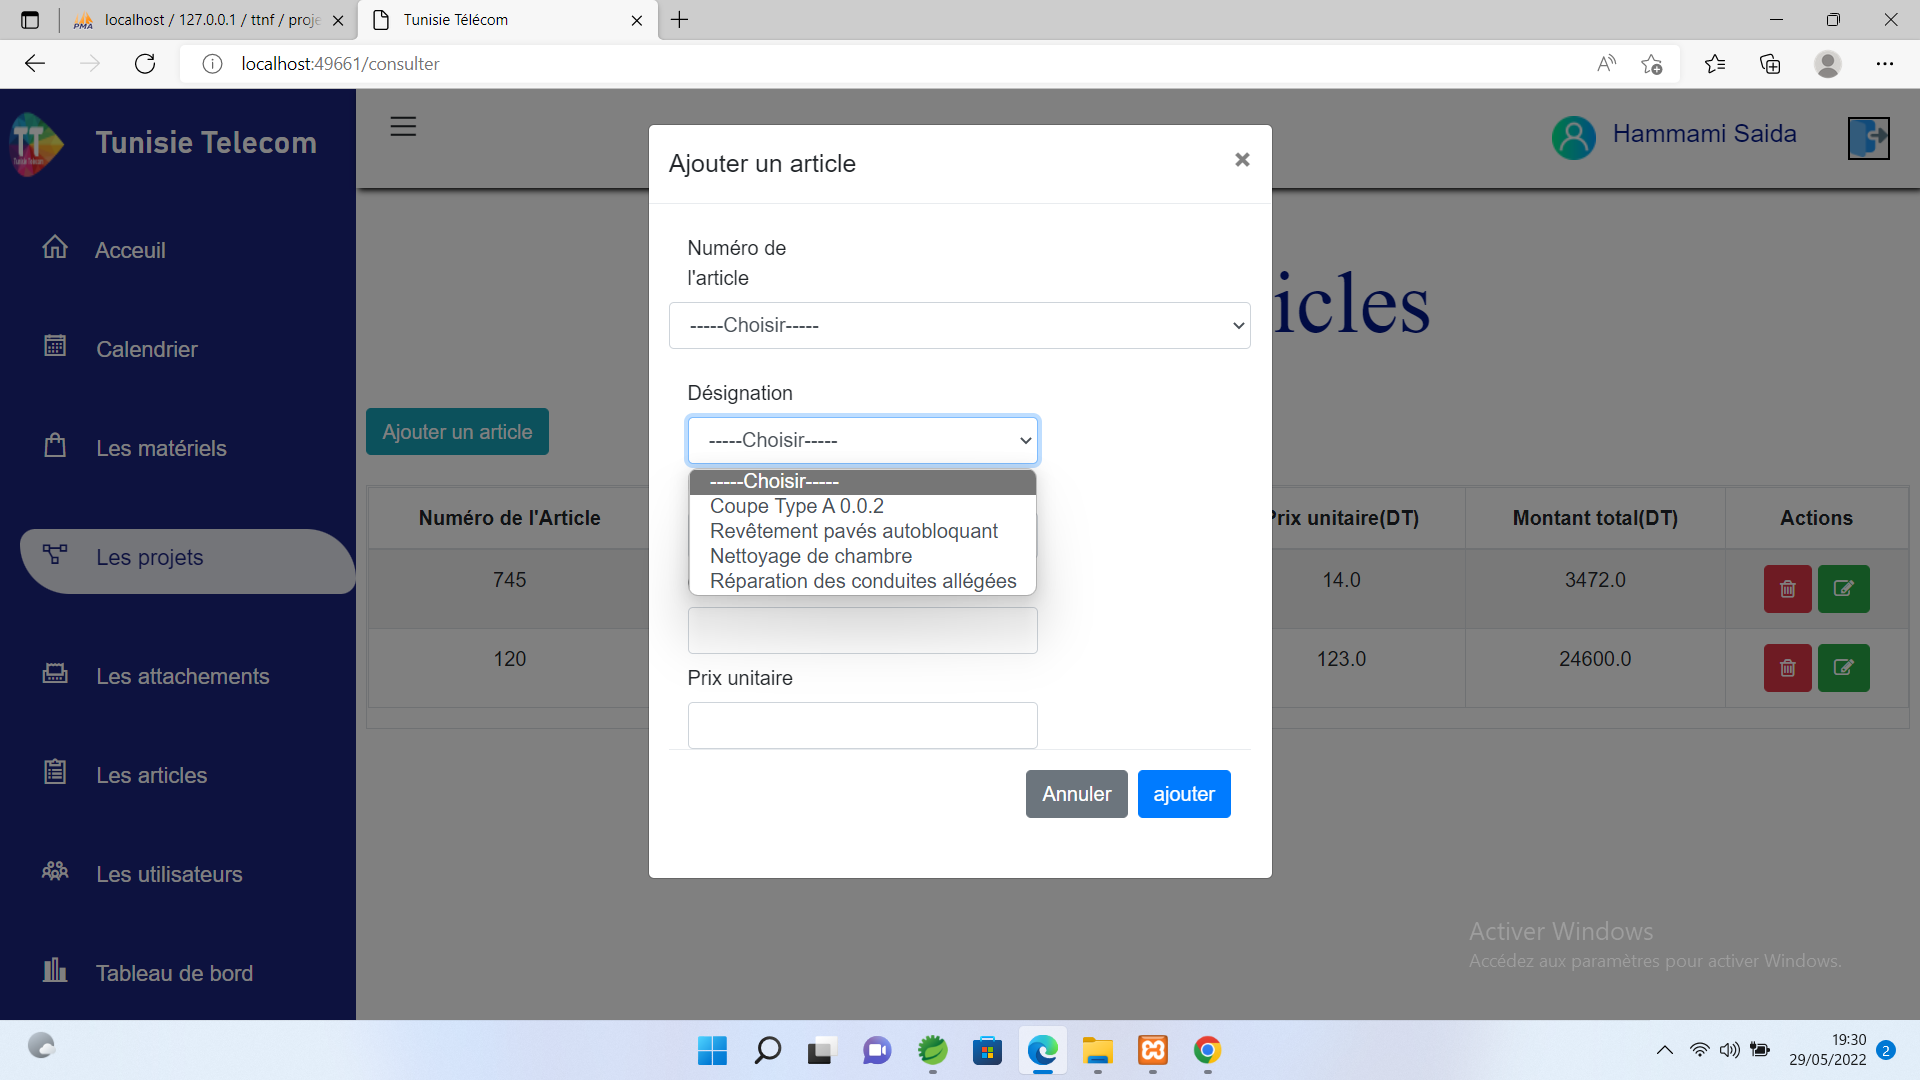 localhost / 127.0.0.1 / ttnf / proje
Tunisie Télécom
localhost:49661/consulter
TT
Tunisie Telecom
Hammami Saida
Acceuil
Calendrier
Les matériels
Les projets
Les attachements
Les articles
Les utilisateurs
Tableau de bord
icles
Ajouter un article
Numéro de l'Article
Prix unitaire(DT)
Montant total(DT)
Actions
745
14.0
3472.0
120
123.0
24600.0
Ajouter un article
×
Numéro de
l'article
-----Choisir-----
Désignation
-----Choisir-----
-----Choisir-----
Coupe Type A 0.0.2
Revêtement pavés autobloquant
Nettoyage de chambre
Réparation des conduites allégées
Prix unitaire
Annuler
ajouter
Activer Windows
Accédez aux paramètres pour activer Windows.
19:30
29/05/2022
2